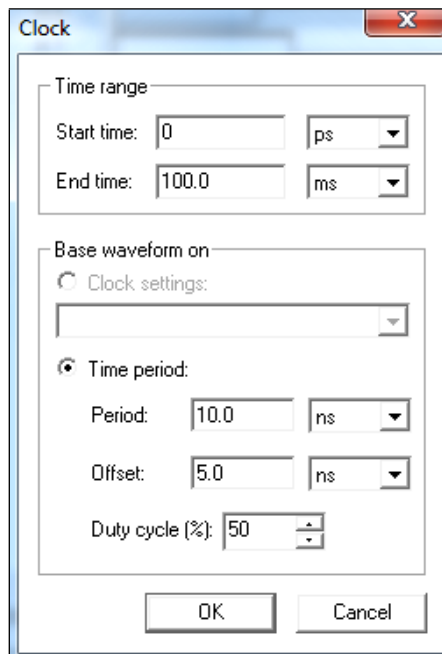 Clock
Time range
Start time: 0 ps
End time: 100.0 ms
Base waveform on
Clock settings:
Time period:
Period: 10.0 ns
Offset: 5.0 ns
Duty cycle (%): 50
OK Cancel